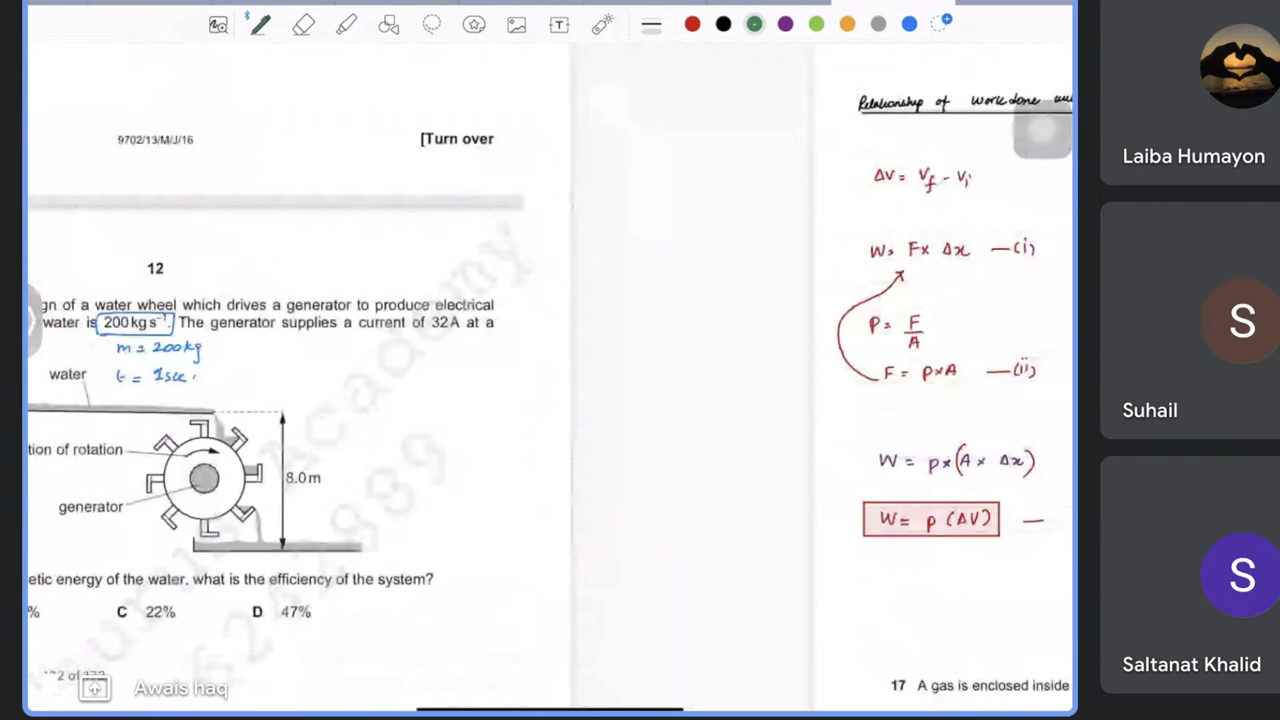 9702/13/M/J/16
[Turn over
12
gn of a water wheel which drives a generator to produce electrical
water is 200 kg s⁻¹. The generator supplies a current of 32 A at a
m = 200kg
t = 1sec.
water
tion of rotation
8.0 m
generator
etic energy of the water, what is the efficiency of the system?
% C 22% D 47%
Awais haq
Relationship of work done
ΔV = Vf - Vi
W = F x Δx —(i)
P = F/A
F = P x A —(ii)
W = p x (A x Δx)
W = p (ΔV) —
17 A gas is enclosed inside
Laiba Humayon
S
Suhail
S
Saltanat Khalid
T